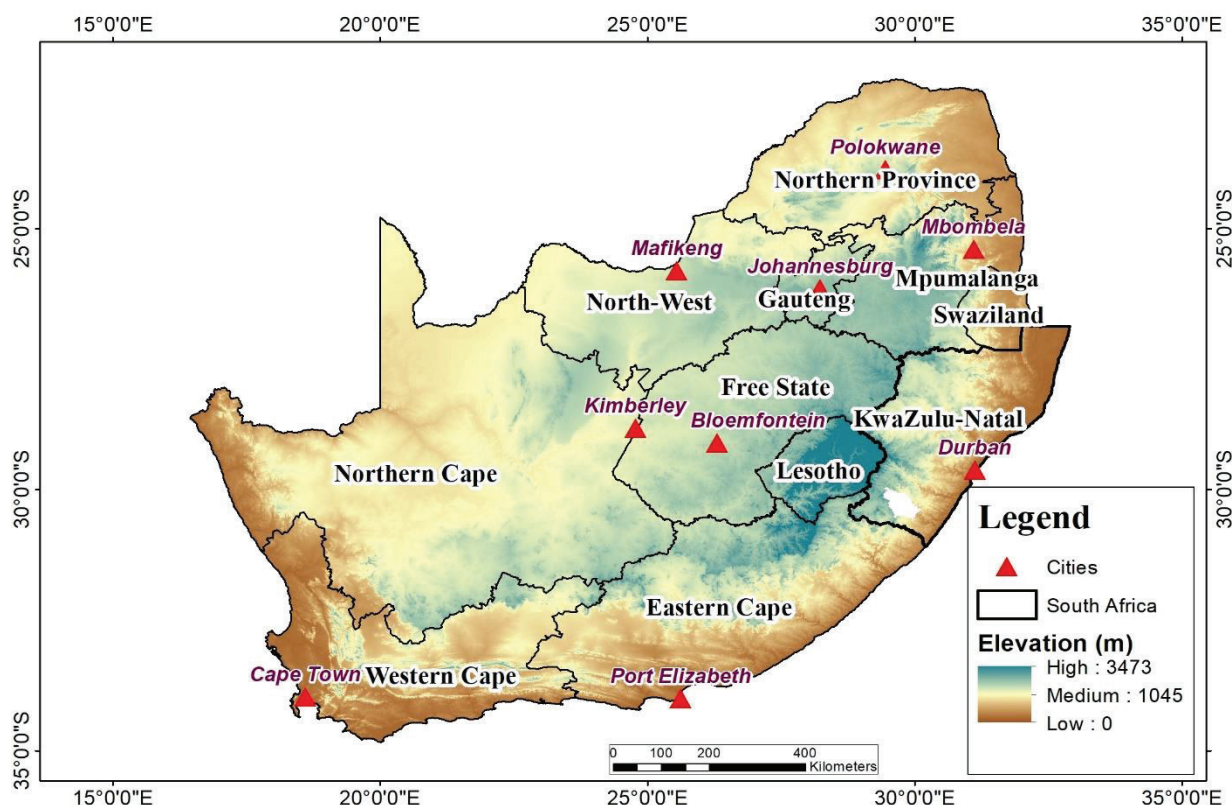 15°0'0"E 20°0'0"E 25°0'0"E 30°0'0"E 35°0'0"E
Polokwane
Northern Province
25°0'0"S
25°0'0"S
Mbombela
Mafikeng
Johannesburg
Mpumalanga
North-West
Gauteng
Swaziland
Free State
Kimberley
Bloemfontein
KwaZulu-Natal
Durban
Northern Cape
Lesotho
30°0'0"S
30°0'0"S
Legend
Cities
South Africa
Elevation (m)
High : 3473
Medium : 1045
Low : 0
Eastern Cape
Cape Town
Western Cape
Port Elizabeth
0 100 200 400
Kilometers
35°0'0"S
35°0'0"S
15°0'0"E 20°0'0"E 25°0'0"E 30°0'0"E 35°0'0"E